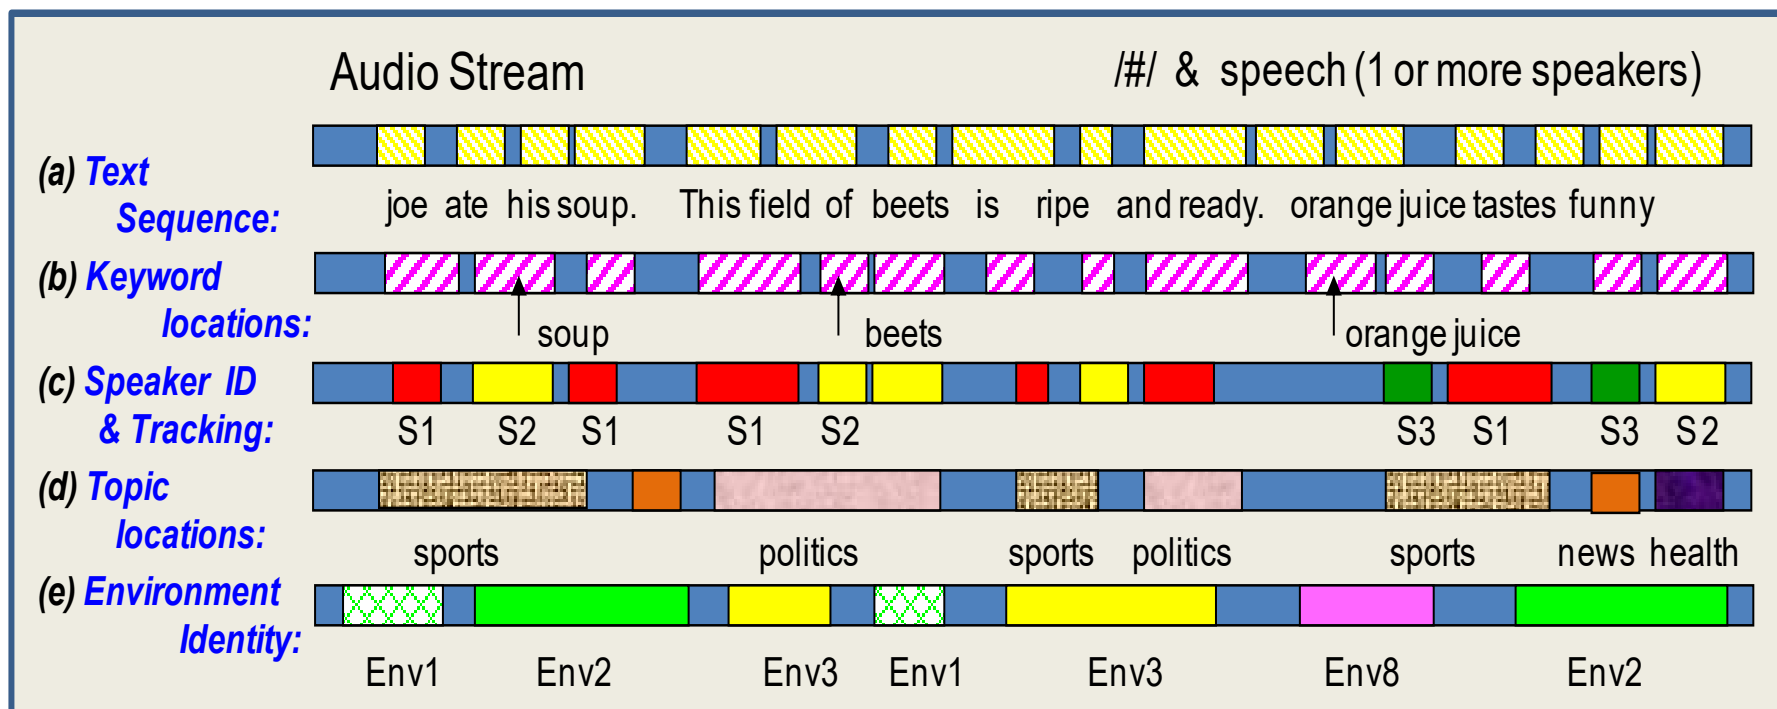 Audio Stream /#/ & speech (1 or more speakers)
(a) Text
Sequence:
joe ate his soup. This field of beets is ripe and ready. orange juice tastes funny
(b) Keyword
locations:
soup beets orange juice
(c) Speaker ID
& Tracking:
S1 S2 S1 S1 S2 S3 S1 S3 S2
(d) Topic
locations:
sports politics sports politics sports news health
(e) Environment
Identity:
Env1 Env2 Env3 Env1 Env3 Env8 Env2